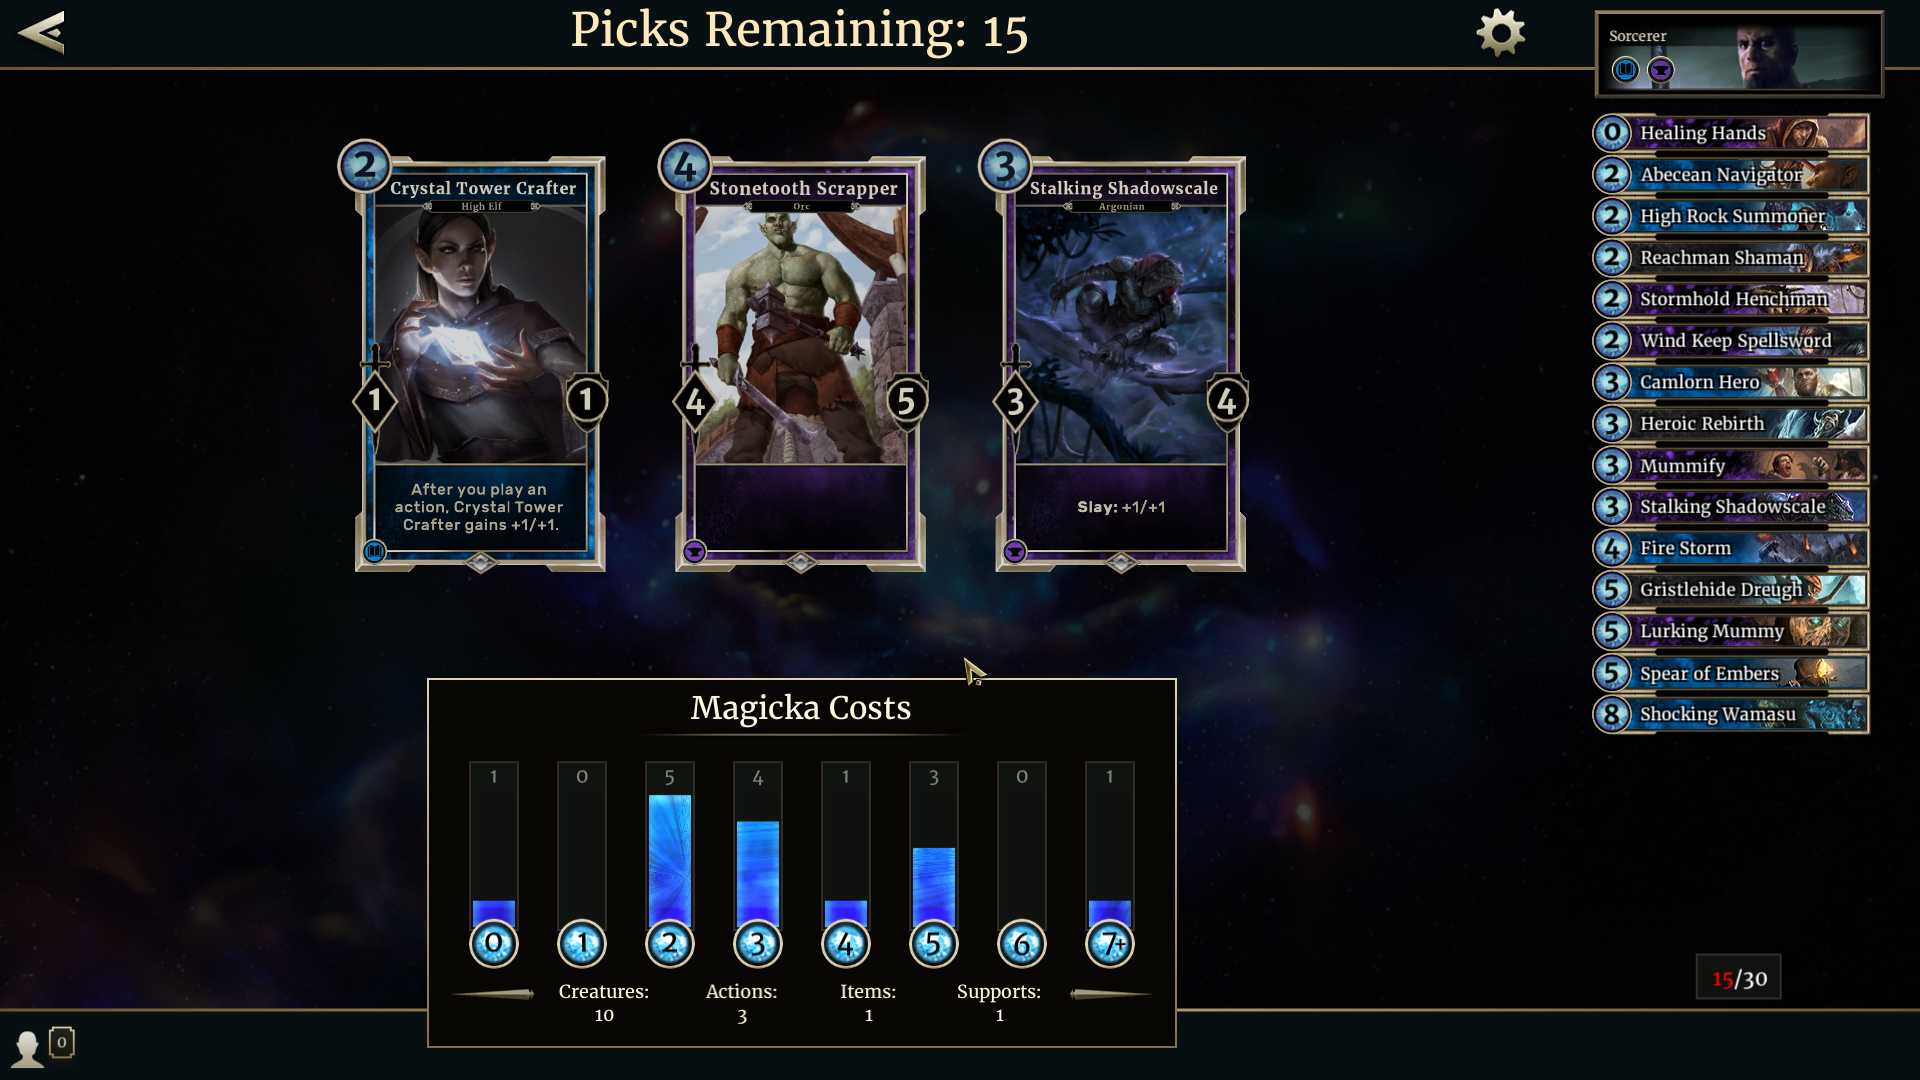 Picks Remaining: 15
Sorcerer
2
Crystal Tower Crafter
High Elf
1
1
After you play an
action, Crystal Tower
Crafter gains +1/+1.
4
Stonetooth Scrapper
Orc
4
5
3
Stalking Shadowscale
Argonian
3
4
Slay: +1/+1
0 Healing Hands
2 Abecean Navigator
2 High Rock Summoner
2 Reachman Shaman
2 Stormhold Henchman
2 Wind Keep Spellsword
3 Camlorn Hero
3 Heroic Rebirth
3 Mummify
3 Stalking Shadowscale
4 Fire Storm
5 Gristlehide Dreugh
5 Lurking Mummy
5 Spear of Embers
8 Shocking Wamasu
Magicka Costs
1 0 5 4 1 3 0 1
0 1 2 3 4 5 6 7+
Creatures: Actions: Items: Supports:
10 3 1 1
15/30
0